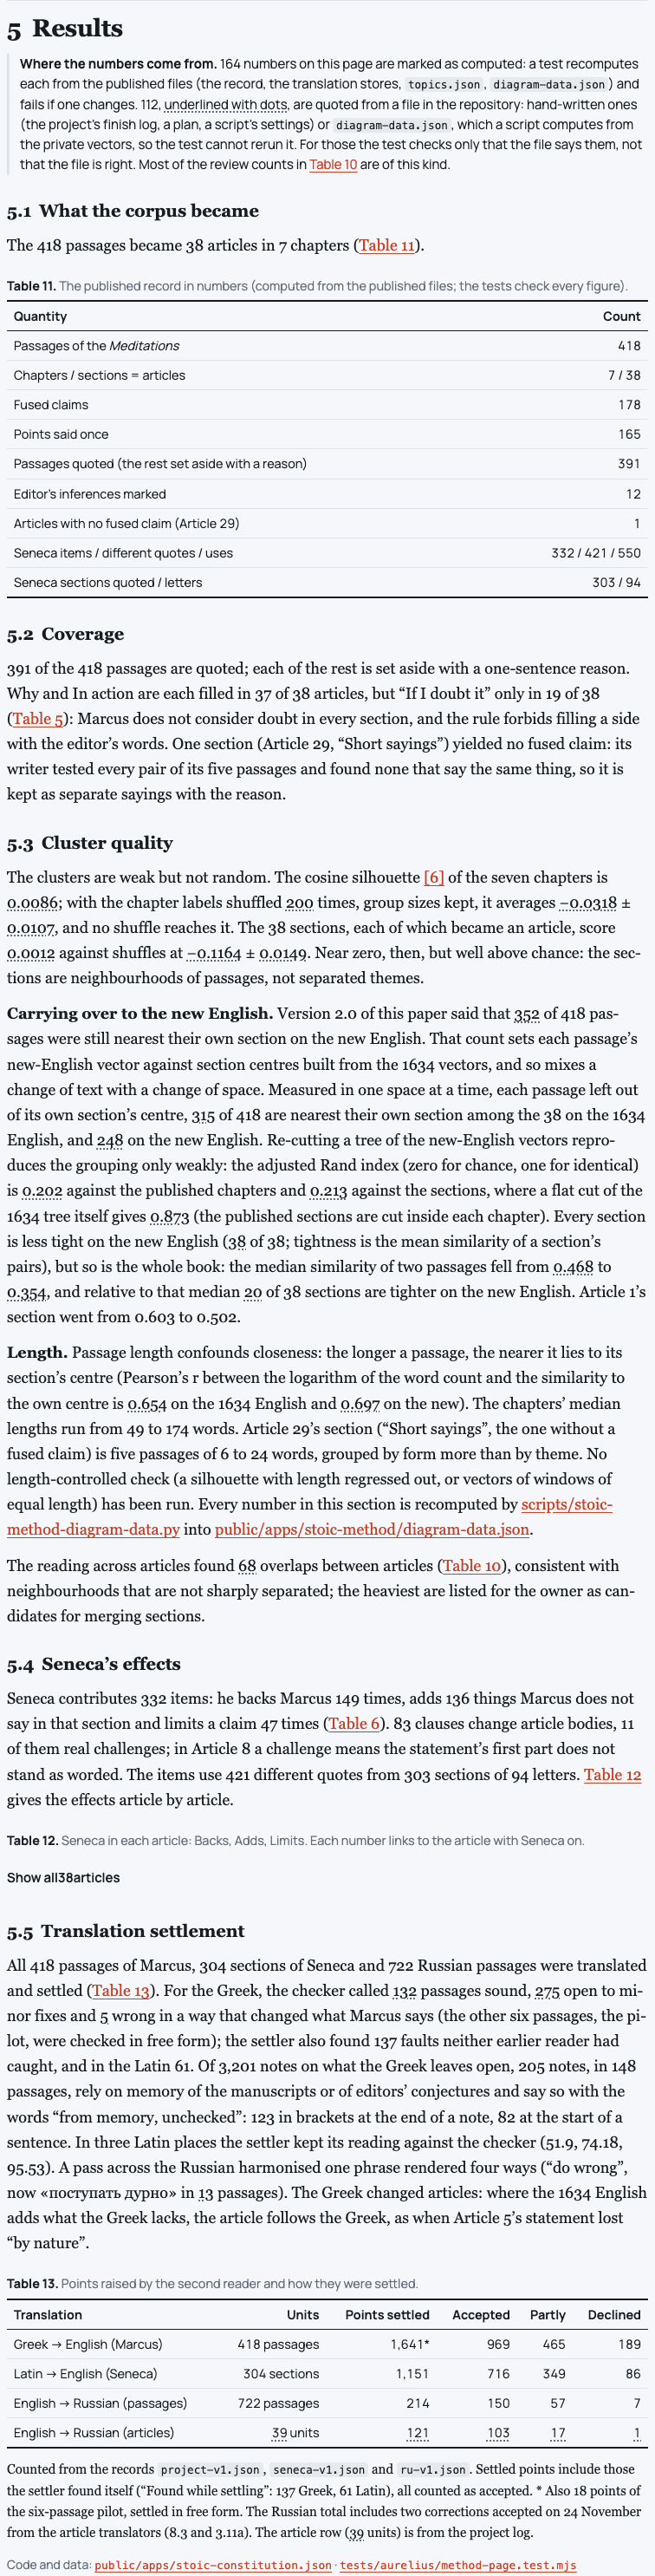 5 Results
Where the numbers come from. 164 numbers on this page are marked as computed: a test recomputes
each from the published files (the record, the translation stores, topics.json, diagram-data.json) and
fails if one changes. 112, underlined with dots, are quoted from a file in the repository: hand-written ones
(the project's finish log, a plan, a script's settings) or diagram-data.json, which a script computes from
the private vectors, so the test cannot rerun it. For those the test checks only that the file says them, not
that the file is right. Most of the review counts in Table 10 are of this kind.
5.1 What the corpus became
The 418 passages became 38 articles in 7 chapters (Table 11).
Table 11. The published record in numbers (computed from the published files; the tests check every figure).
Quantity Count
Passages of the Meditations 418
Chapters / sections = articles 7 / 38
Fused claims 178
Points said once 165
Passages quoted (the rest set aside with a reason) 391
Editor's inferences marked 12
Articles with no fused claim (Article 29) 1
Seneca items / different quotes / uses 332 / 421 / 550
Seneca sections quoted / letters 303 / 94
5.2 Coverage
391 of the 418 passages are quoted; each of the rest is set aside with a one-sentence reason.
Why and In action are each filled in 37 of 38 articles, but “If I doubt it” only in 19 of 38
(Table 5): Marcus does not consider doubt in every section, and the rule forbids filling a side
with the editor's words. One section (Article 29, “Short sayings”) yielded no fused claim: its
writer tested every pair of its five passages and found none that say the same thing, so it is
kept as separate sayings with the reason.
5.3 Cluster quality
The clusters are weak but not random. The cosine silhouette [6] of the seven chapters is
0.0086; with the chapter labels shuffled 200 times, group sizes kept, it averages −0.0318 ±
0.0107, and no shuffle reaches it. The 38 sections, each of which became an article, score
0.0012 against shuffles at −0.1164 ± 0.0149. Near zero, then, but well above chance: the sec-
tions are neighbourhoods of passages, not separated themes.
Carrying over to the new English. Version 2.0 of this paper said that 352 of 418 pas-
sages were still nearest their own section on the new English. That count sets each passage's
new-English vector against section centres built from the 1634 vectors, and so mixes a
change of text with a change of space. Measured in one space at a time, each passage left out
of its own section's centre, 315 of 418 are nearest their own section among the 38 on the 1634
English, and 248 on the new English. Re-cutting a tree of the new-English vectors repro-
duces the grouping only weakly: the adjusted Rand index (zero for chance, one for identical)
is 0.202 against the published chapters and 0.213 against the sections, where a flat cut of the
1634 tree itself gives 0.873 (the published sections are cut inside each chapter). Every section
is less tight on the new English (38 of 38; tightness is the mean similarity of a section's
pairs), but so is the whole book: the median similarity of two passages fell from 0.468 to
0.354, and relative to that median 20 of 38 sections are tighter on the new English. Article 1's
section went from 0.603 to 0.502.
Length. Passage length confounds closeness: the longer a passage, the nearer it lies to its
section's centre (Pearson's r between the logarithm of the word count and the similarity to
the own centre is 0.654 on the 1634 English and 0.697 on the new). The chapters' median
lengths run from 49 to 174 words. Article 29's section (“Short sayings”, the one without a
fused claim) is five passages of 6 to 24 words, grouped by form more than by theme. No
length-controlled check (a silhouette with length regressed out, or vectors of windows of
equal length) has been run. Every number in this section is recomputed by scripts/stoic-
method-diagram-data.py into public/apps/stoic-method/diagram-data.json.
The reading across articles found 68 overlaps between articles (Table 10), consistent with
neighbourhoods that are not sharply separated; the heaviest are listed for the owner as can-
didates for merging sections.
5.4 Seneca's effects
Seneca contributes 332 items: he backs Marcus 149 times, adds 136 things Marcus does not
say in that section and limits a claim 47 times (Table 6). 83 clauses change article bodies, 11
of them real challenges; in Article 8 a challenge means the statement's first part does not
stand as worded. The items use 421 different quotes from 303 sections of 94 letters. Table 12
gives the effects article by article.
Table 12. Seneca in each article: Backs, Adds, Limits. Each number links to the article with Seneca on.
Show all38articles
5.5 Translation settlement
All 418 passages of Marcus, 304 sections of Seneca and 722 Russian passages were translated
and settled (Table 13). For the Greek, the checker called 132 passages sound, 275 open to mi-
nor fixes and 5 wrong in a way that changed what Marcus says (the other six passages, the pi-
lot, were checked in free form); the settler also found 137 faults neither earlier reader had
caught, and in the Latin 61. Of 3,201 notes on what the Greek leaves open, 205 notes, in 148
passages, rely on memory of the manuscripts or of editors' conjectures and say so with the
words “from memory, unchecked”: 123 in brackets at the end of a note, 82 at the start of a
sentence. In three Latin places the settler kept its reading against the checker (51.9, 74.18,
95.53). A pass across the Russian harmonised one phrase rendered four ways (“do wrong”,
now «поступать дурно» in 13 passages). The Greek changed articles: where the 1634 English
adds what the Greek lacks, the article follows the Greek, as when Article 5's statement lost
“by nature”.
Table 13. Points raised by the second reader and how they were settled.
Translation Units Points settled Accepted Partly Declined
Greek → English (Marcus) 418 passages 1,641* 969 465 189
Latin → English (Seneca) 304 sections 1,151 716 349 86
English → Russian (passages) 722 passages 214 150 57 7
English → Russian (articles) 39 units 121 103 17 1
Counted from the records project-v1.json, seneca-v1.json and ru-v1.json. Settled points include those
the settler found itself (“Found while settling”: 137 Greek, 61 Latin), all counted as accepted. * Also 18 points of
the six-passage pilot, settled in free form. The Russian total includes two corrections accepted on 24 November
from the article translators (8.3 and 3.11a). The article row (39 units) is from the project log.
Code and data: public/apps/stoic-constitution.json · tests/aurelius/method-page.test.mjs